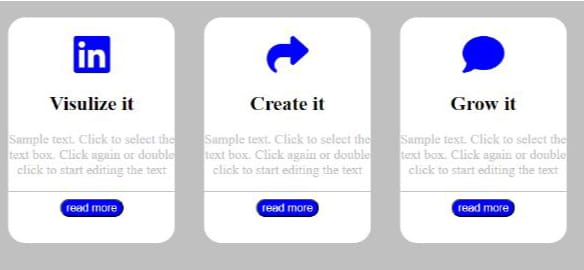 in
Visulize it
Sample text. Click to select the
text box. Click again or double
click to start editing the text
read more
Create it
Sample text. Click to select the
text box. Click again or double
click to start editing the text
read more
Grow it
Sample text. Click to select the
text box. Click again or double
click to start editing the text
read more